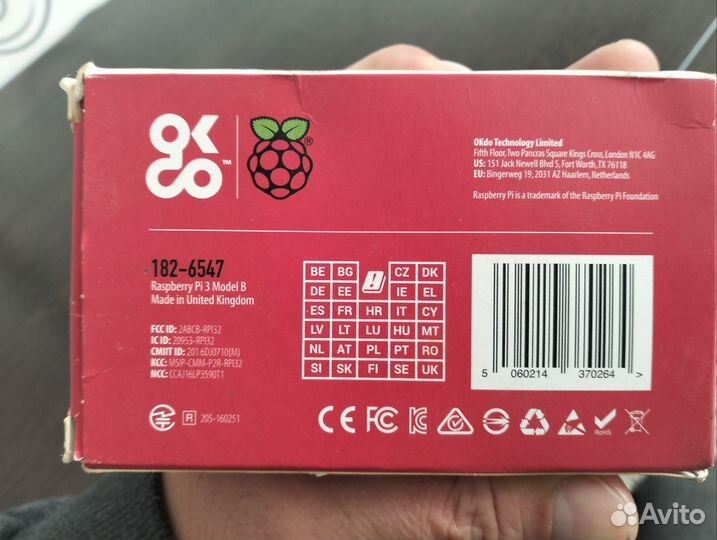 OKdo™
®
OKdo Technology Limited
Fifth Floor, Two Pancras Square Kings Cross, London N1C 4AG
US: 151 Jack Newell Blvd S, Fort Worth, TX 76118
EU: Bingerweg 19, 2031 AZ Haarlem, Netherlands
Raspberry Pi is a trademark of the Raspberry Pi Foundation
182-6547
Raspberry Pi 3 Model B
Made in United Kingdom
FCC ID: 2ABCB-RPI32
IC ID: 20953-RPI32
CMIIT ID: 2016DJ0710(M)
KCC: MSIP-CMM-P2R-RPI32
NCC: CCAJ16LP3590T1
R 205-160251
BE BG CZ DK
DE EE IE EL
ES FR HR IT CY
LV LT LU HU MT
NL AT PL PT RO
SI SK FI SE UK
5 060214 370264 >
CE FC
RoHS
Avito